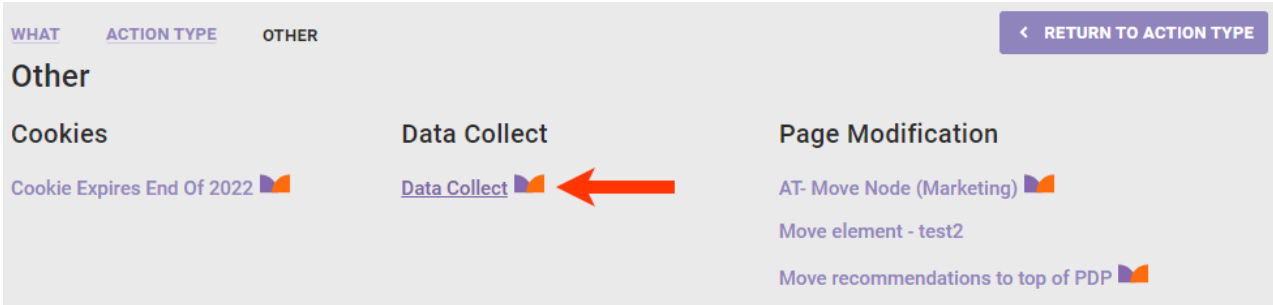 WHAT ACTION TYPE OTHER
< RETURN TO ACTION TYPE
Other
Cookies
Cookie Expires End Of 2022
Data Collect
Data Collect
Page Modification
AT- Move Node (Marketing)
Move element - test2
Move recommendations to top of PDP